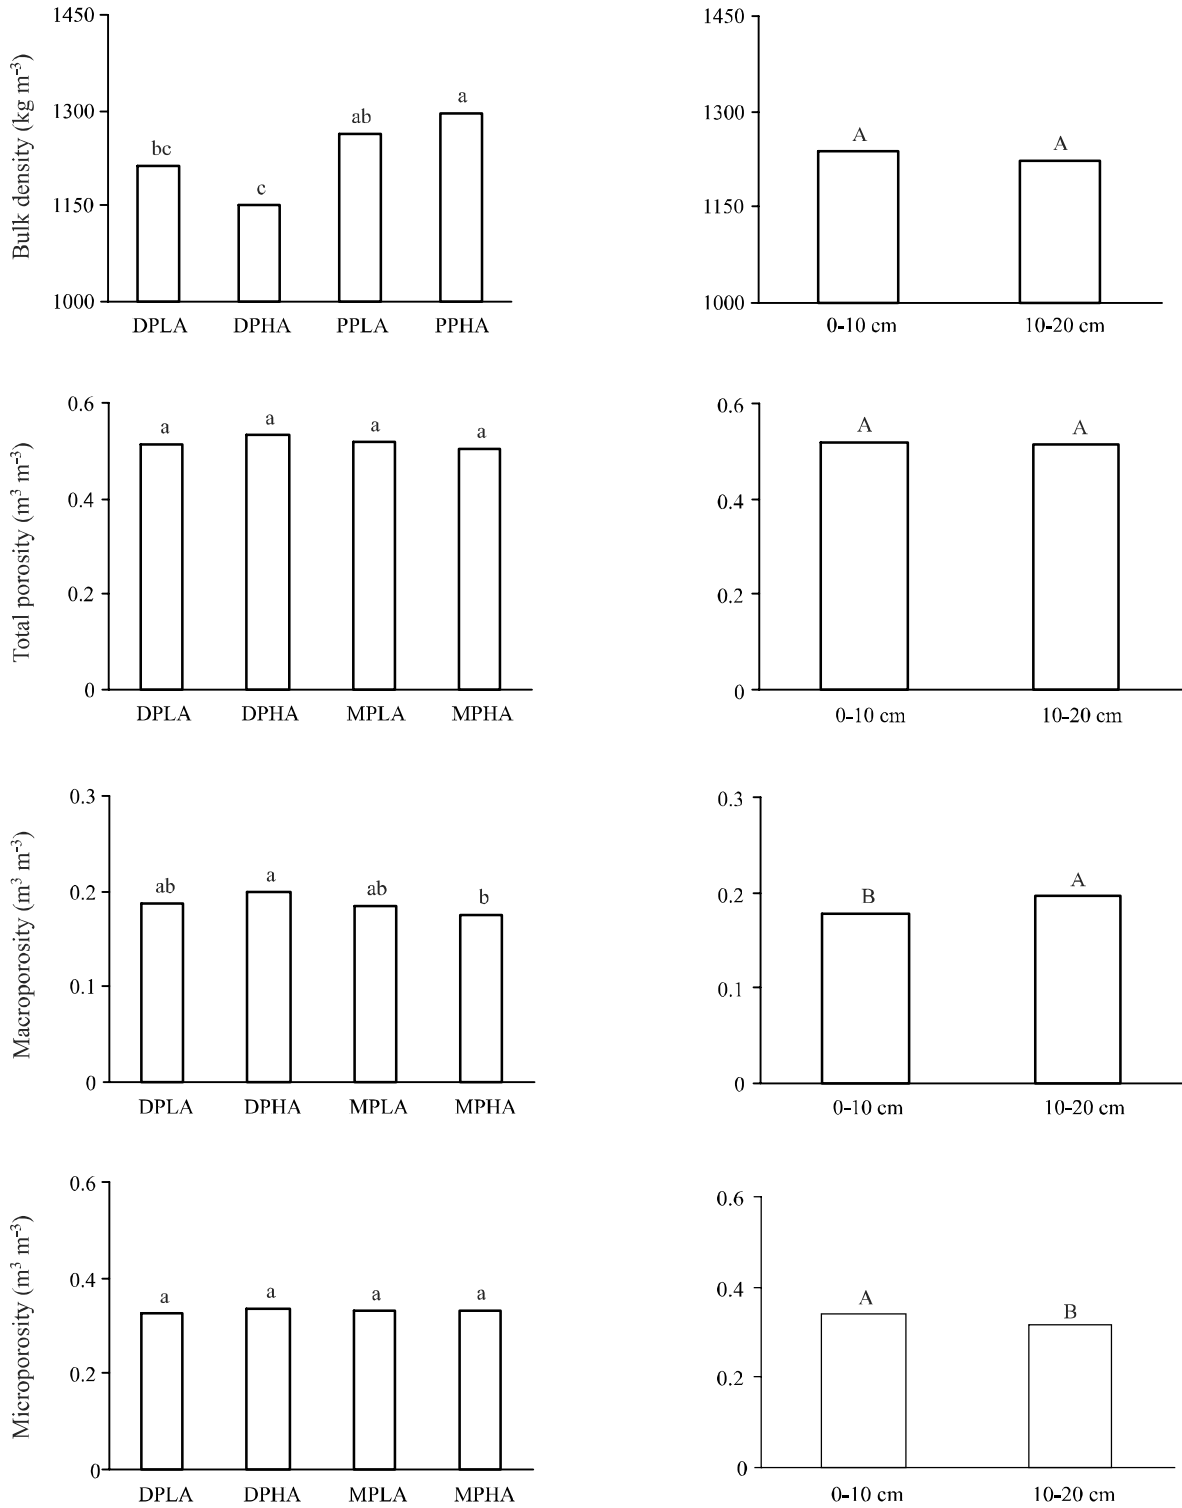 Bulk density (kg m⁻³)
1450
1300
1150
1000
bc
c
ab
a
DPLA DPHA PPLA PPHA
1450
1300
1150
1000
A
A
0-10 cm 10-20 cm
Total porosity (m³ m⁻³)
0.6
0.4
0.2
0
a
a
a
a
DPLA DPHA MPLA MPHA
0.6
0.4
0.2
0
A
A
0-10 cm 10-20 cm
Macroporosity (m³ m⁻³)
0.3
0.2
0.1
0
ab
a
ab
b
DPLA DPHA MPLA MPHA
0.3
0.2
0.1
0
B
A
0-10 cm 10-20 cm
Microporosity (m³ m⁻³)
0.6
0.4
0.2
0
a
a
a
a
DPLA DPHA MPLA MPHA
0.6
0.4
0.2
0
A
B
0-10 cm 10-20 cm